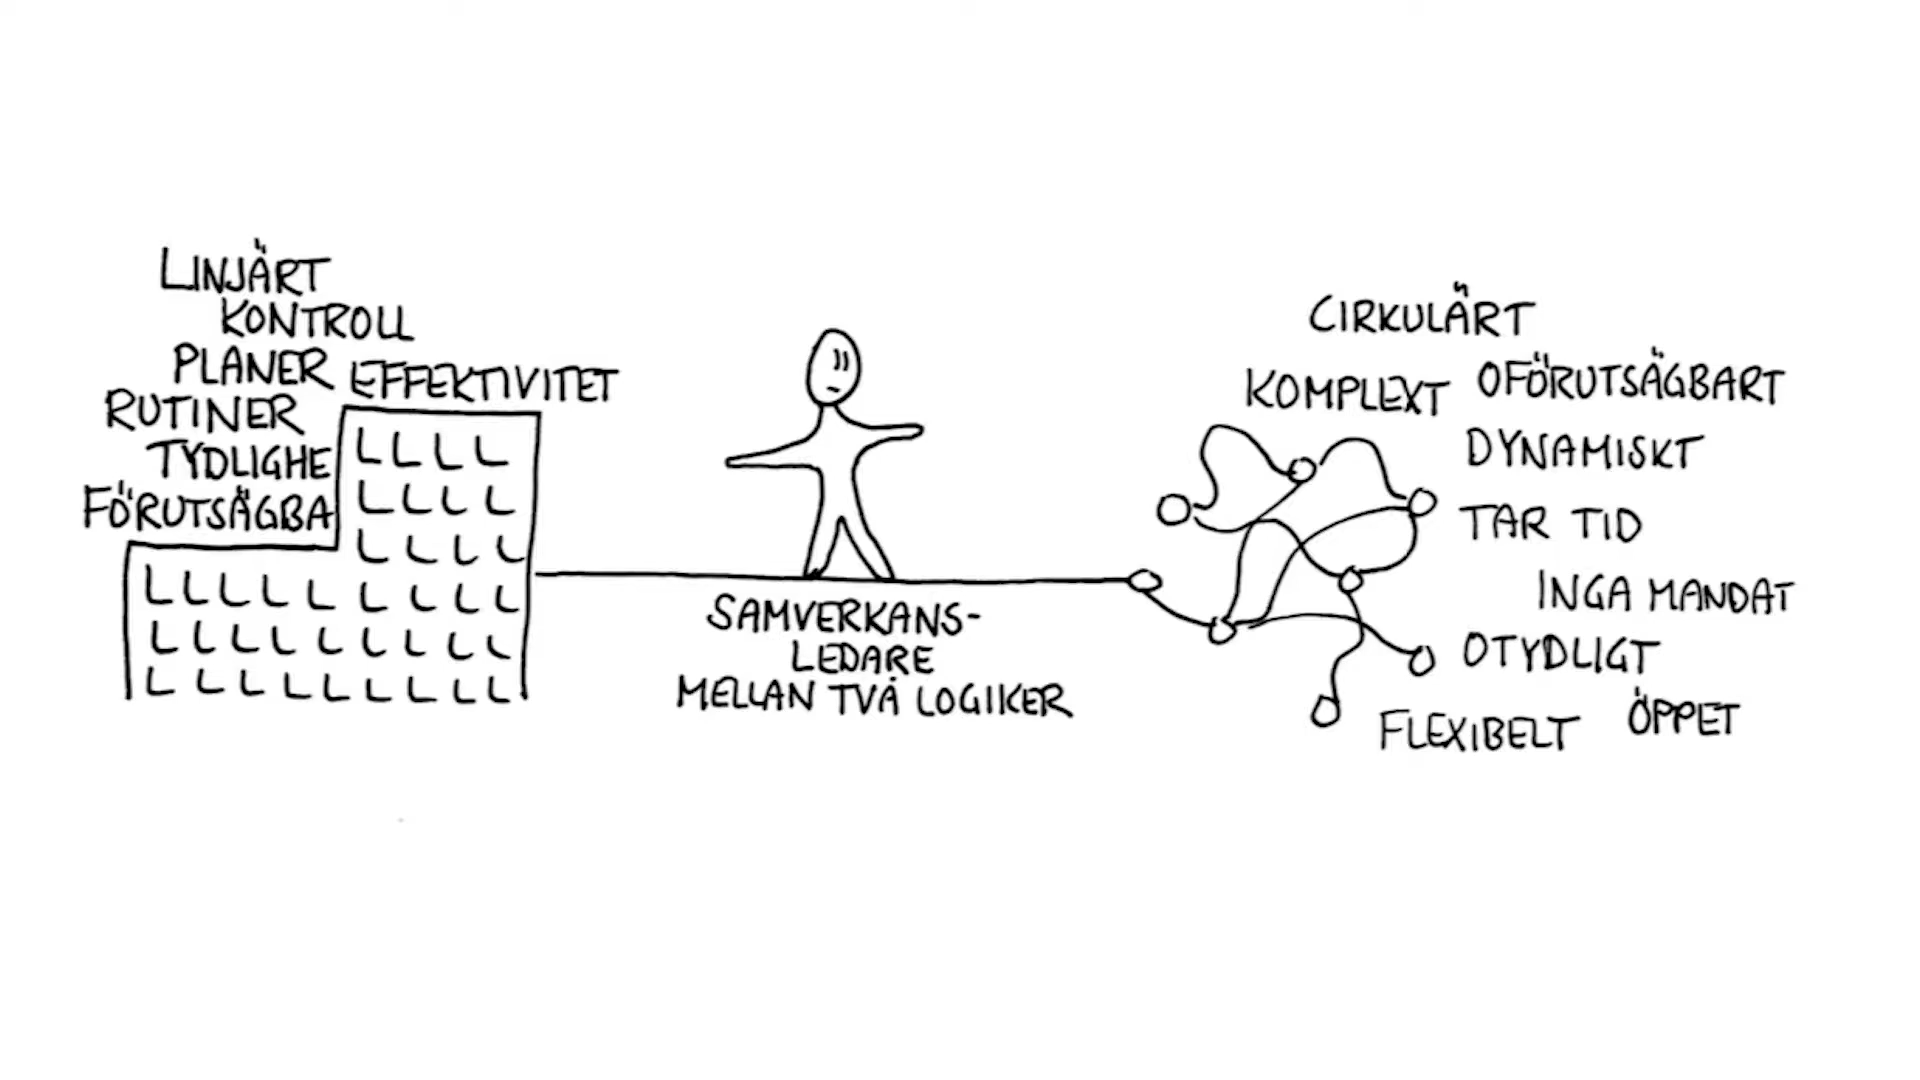 LINJÄRT
KONTROLL
PLANER
EFFEKTIVITET
RUTINER
TYDLIGHE
FÖRUTSÄGBA
SAMVERKANS-
LEDARE
MELLAN TVÅ LOGIKER
CIRKULÄRT
KOMPLEXT
OFÖRUTSÄGBART
DYNAMISKT
TAR TID
INGA MANDAT
OTYDLIGT
FLEXIBELT
ÖPPET